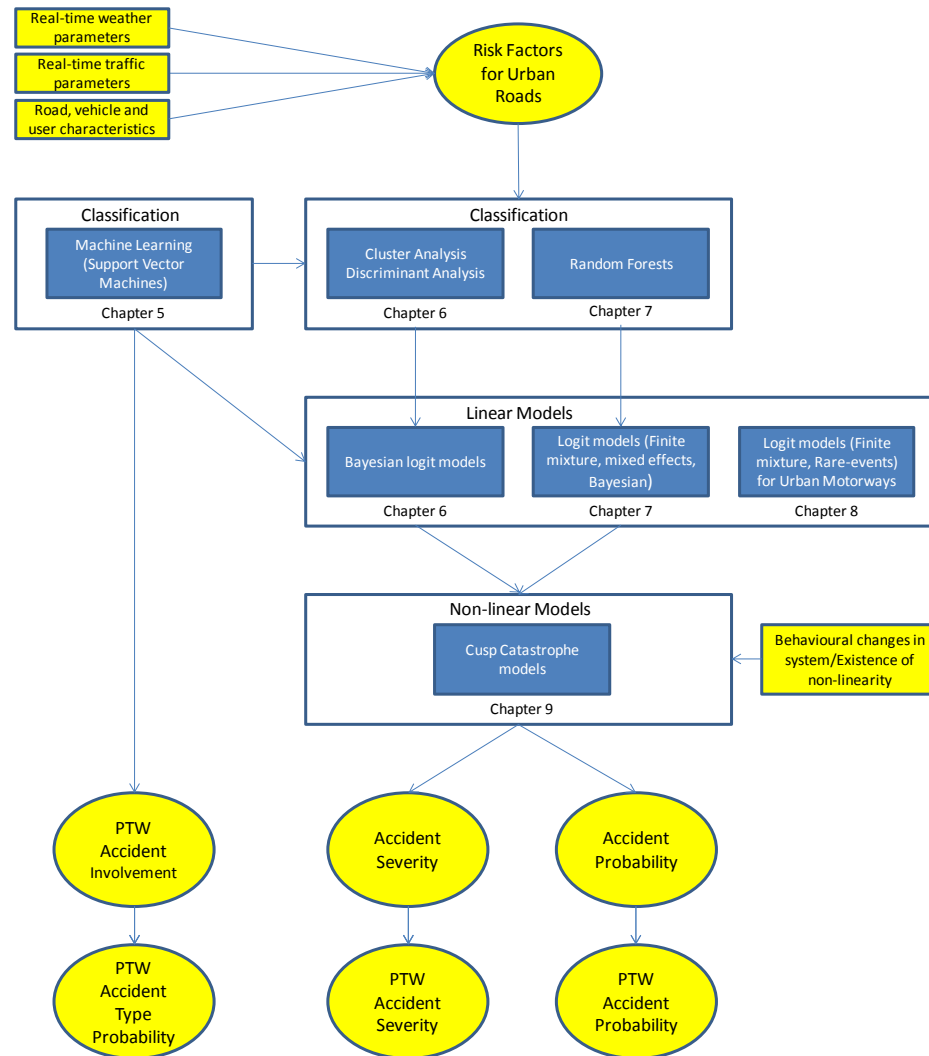 Real-time weather
parameters
Real-time traffic
parameters
Road, vehicle and
user characteristics
Risk Factors
for Urban
Roads
Classification
Machine Learning
(Support Vector
Machines)
Chapter 5
Classification
Cluster Analysis
Discriminant Analysis
Chapter 6
Random Forests
Chapter 7
Linear Models
Bayesian logit models
Chapter 6
Logit models (Finite
mixture, mixed effects,
Bayesian)
Chapter 7
Logit models (Finite
mixture, Rare-events)
for Urban Motorways
Chapter 8
Non-linear Models
Cusp Catastrophe
models
Chapter 9
Behavioural changes in
system/Existence of
non-linearity
PTW
Accident
Involvement
Accident
Severity
Accident
Probability
PTW
Accident
Type
Probability
PTW
Accident
Severity
PTW
Accident
Probability